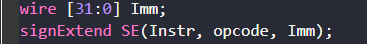 wire [31:0] Imm;
signExtend SE(Instr, opcode, Imm);